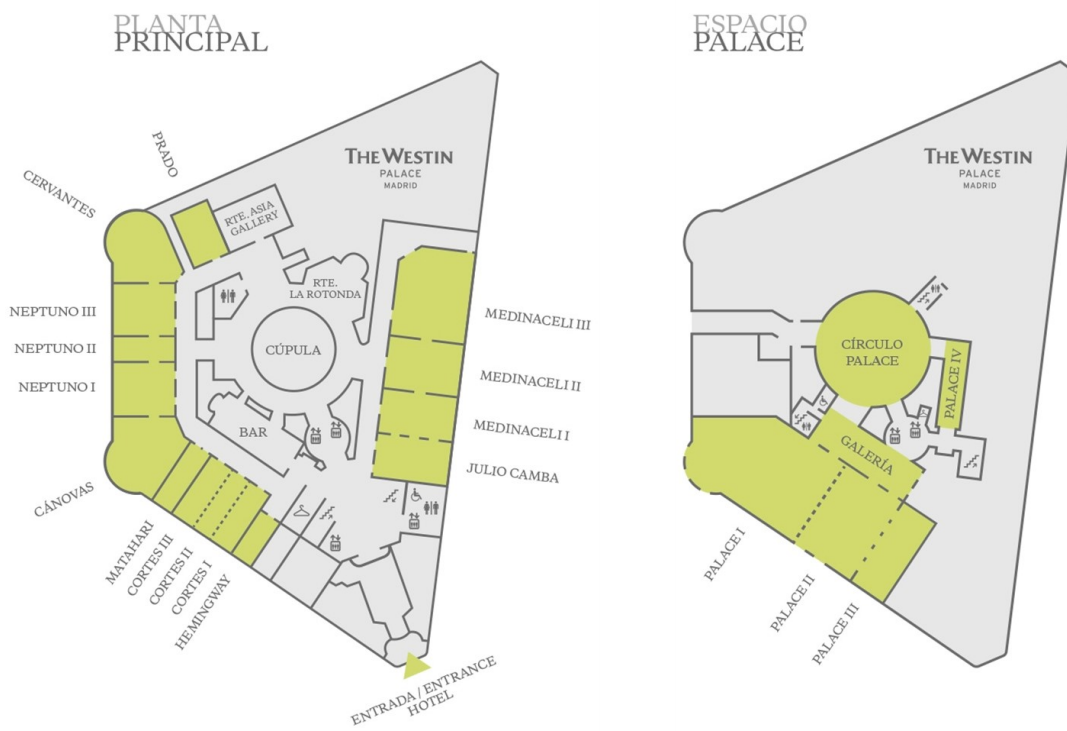 PLANTA
PRINCIPAL
ESPACIO
PALACE
PRADO
CERVANTES
THE WESTIN
PALACE
MADRID
RTE. ASIA
GALLERY
RTE.
LA ROTONDA
NEPTUNO III
NEPTUNO II
NEPTUNO I
CÚPULA
BAR
MEDINACELI III
MEDINACELI II
MEDINACELI I
JULIO CAMBA
CÁNOVAS
MATAHARI
CORTES III
CORTES II
CORTES I
HEMINGWAY
ENTRADA / ENTRANCE
HOTEL
THE WESTIN
PALACE
MADRID
CÍRCULO
PALACE
PALACE IV
GALERÍA
PALACE I
PALACE II
PALACE III